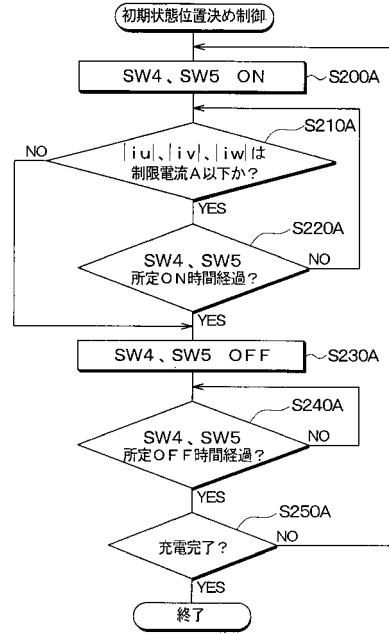 初期状態位置決め制御
SW4、SW5 ON
S200A
S210A
NO
|iu|、|iv|、|iw|は
制限電流A以下か?
YES
S220A
SW4、SW5
所定ON時間経過?
NO
YES
SW4、SW5 OFF
S230A
S240A
SW4、SW5
所定OFF時間経過?
NO
YES
S250A
充電完了?
NO
YES
終了